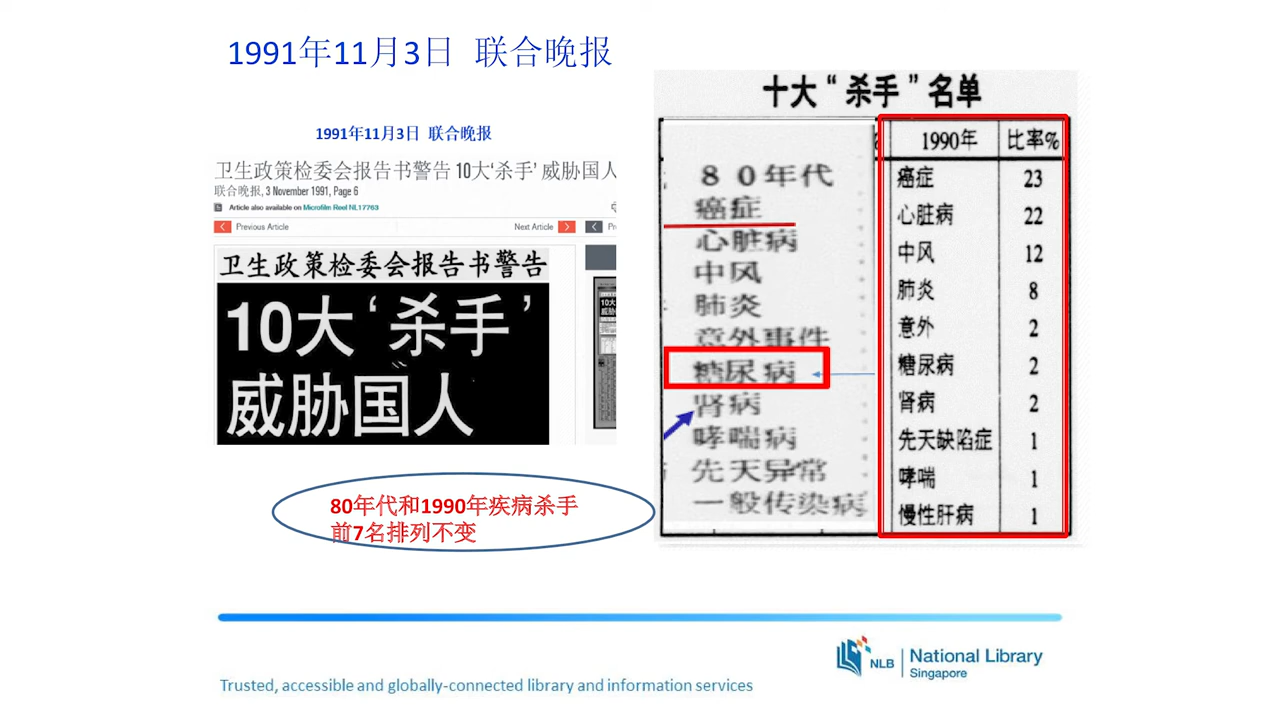 1991年11月3日 联合晚报
1991年11月3日 联合晚报
卫生政策检委会报告书警告 10大‘杀手’ 威胁国人
联合晚报, 3 November 1991, Page 6
Article also available on Microfilm Reel NL17763
Previous Article
Next Article
卫生政策检委会报告书警告
10大‘杀手’
威胁国人
80年代和1990年疾病杀手
前7名排列不变
十大“杀手”名单
80年代
癌症
心脏病
中风
肺炎
意外事件
糖尿病
肾病
哮喘病
先天异常
一般传染病
1990年 比率%
癌症 23
心脏病 22
中风 12
肺炎 8
意外 2
糖尿病 2
肾病 2
先天缺陷症 1
哮喘 1
慢性肝病 1
NLB National Library
Singapore
Trusted, accessible and globally-connected library and information services